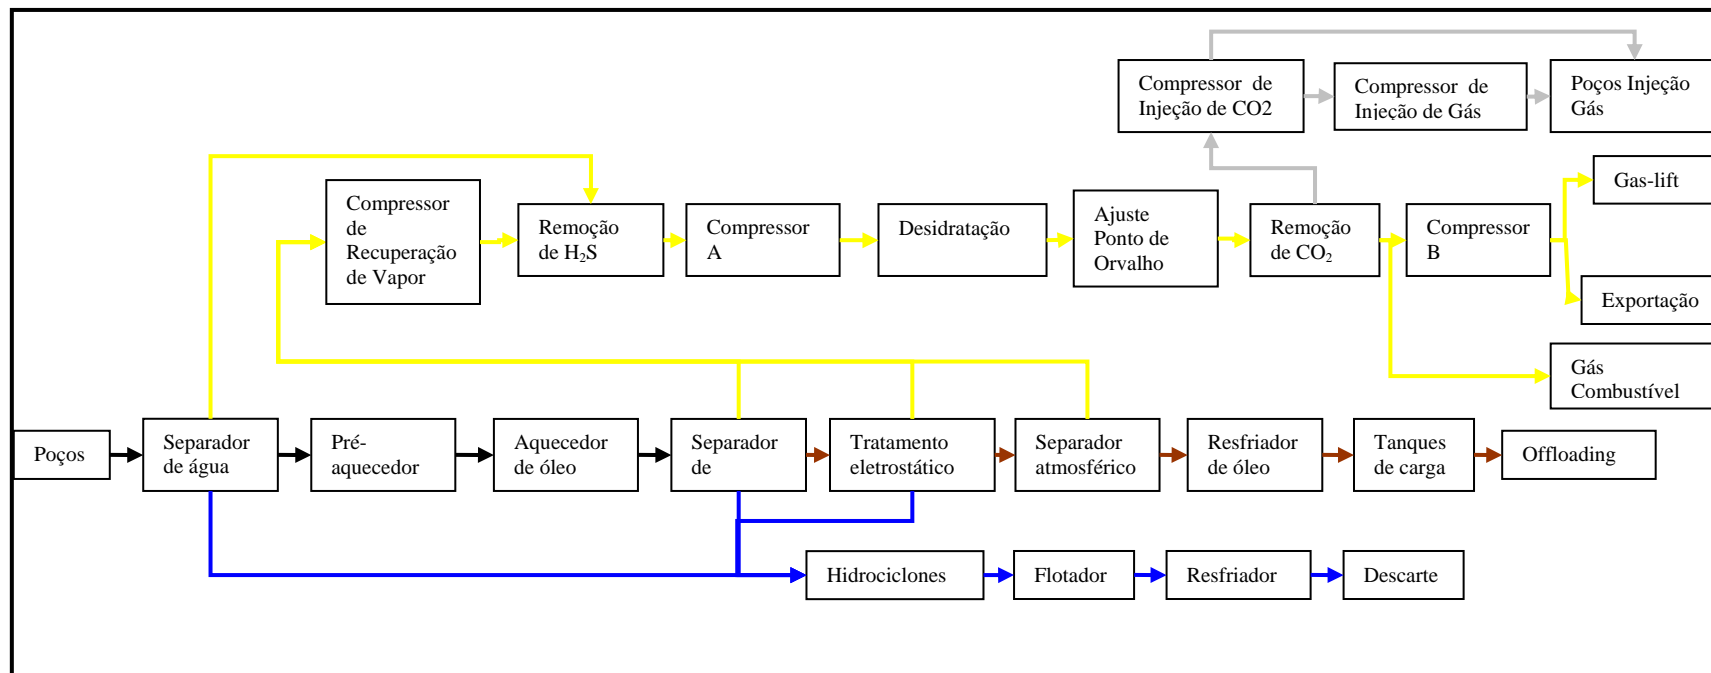 Compressor de
Injeção de CO2
Compressor de
Injeção de Gás
Poços Injeção
Gás
Gas-lift
Compressor
de
Recuperação
de Vapor
Remoção
de H₂S
Compressor
A
Desidratação
Ajuste
Ponto de
Orvalho
Remoção
de CO₂
Compressor
B
Exportação
Gás
Combustível
Poços
Separador
de água
Pré-
aquecedor
Aquecedor
de óleo
Separador
de
Tratamento
eletrostático
Separador
atmosférico
Resfriador
de óleo
Tanques
de carga
Offloading
Hidrociclones
Flotador
Resfriador
Descarte